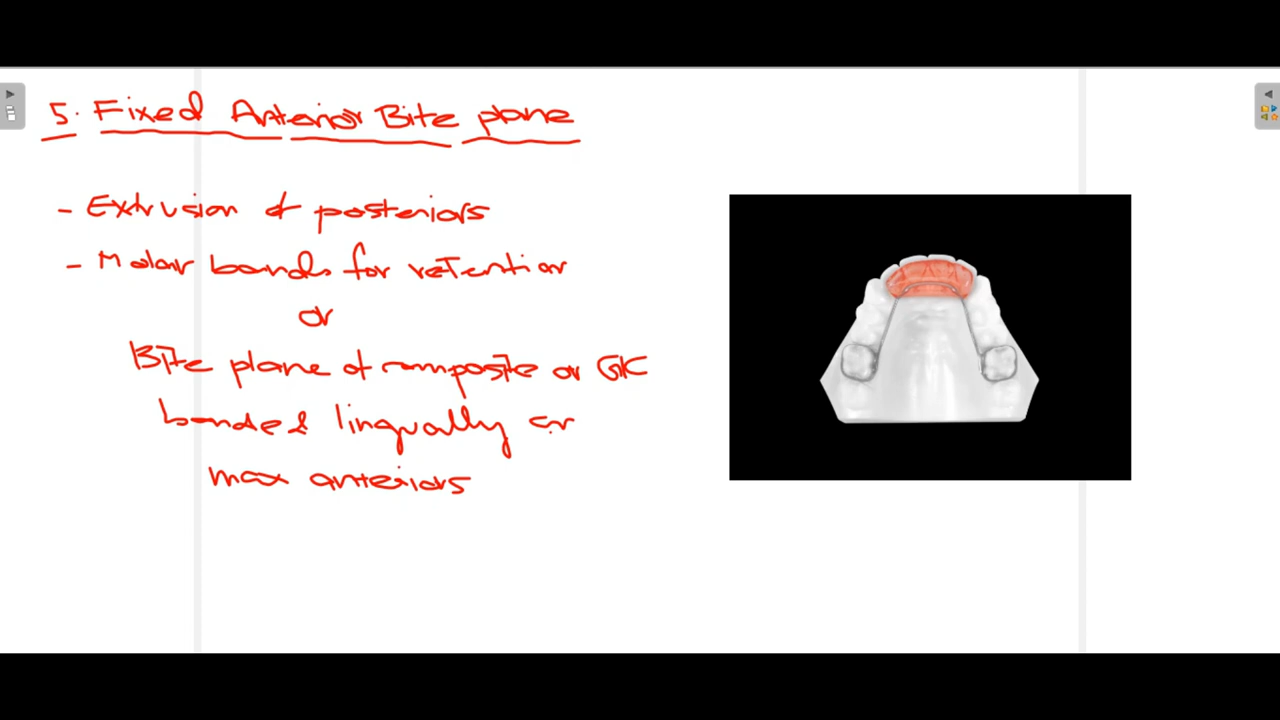 5. Fixed Anterior Bite plane
- Extrusion of posteriors
- Molar bands for retention
or
Bite plane of composite or GIC
bonded lingually on
max anteriors